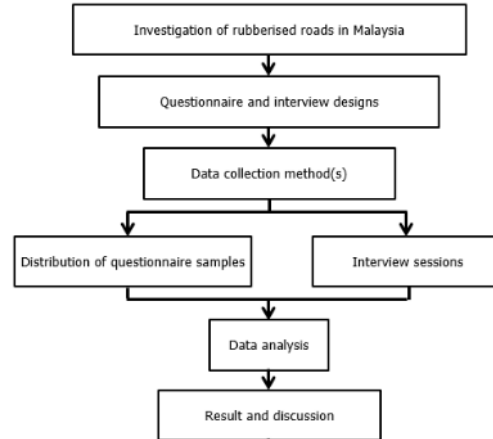 Investigation of rubberised roads in Malaysia
Questionnaire and interview designs
Data collection method(s)
Distribution of questionnaire samples
Interview sessions
Data analysis
Result and discussion